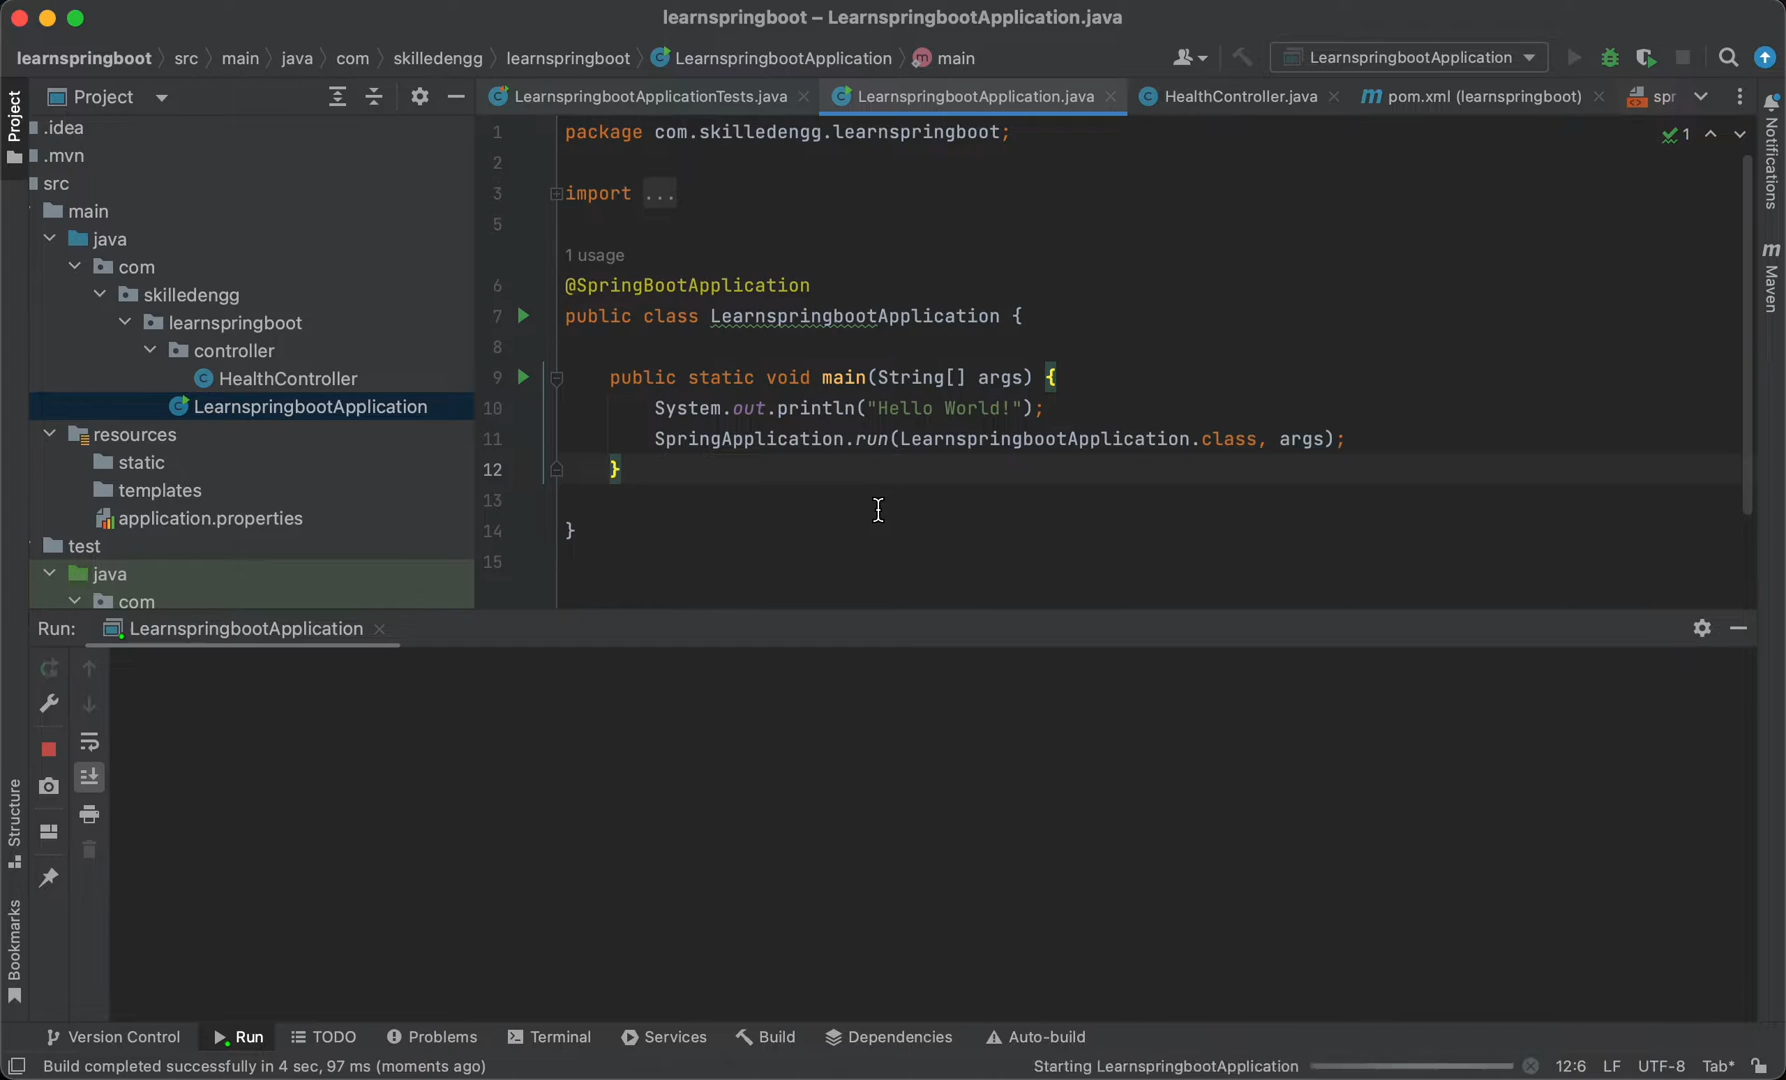 learnspringboot – LearnspringbootApplication.java
learnspringboot src main java com skilledengg learnspringboot LearnspringbootApplication m main
LearnspringbootApplication
Project
Project
LearnspringbootApplicationTests.java
LearnspringbootApplication.java
HealthController.java
m pom.xml (learnspringboot)
spr
Notifications
m Maven
.idea
.mvn
src
main
java
com
skilledengg
learnspringboot
controller
HealthController
LearnspringbootApplication
resources
static
templates
application.properties
test
java
com
1 package com.skilledengg.learnspringboot;
1
2
3 import ...
5
1 usage
6 @SpringBootApplication
7 public class LearnspringbootApplication {
8
9 public static void main(String[] args) {
10 System.out.println("Hello World!");
11 SpringApplication.run(LearnspringbootApplication.class, args);
12 }
13
14 }
15
Run: LearnspringbootApplication
Structure
Bookmarks
Version Control Run TODO Problems Terminal Services Build Dependencies Auto-build
Build completed successfully in 4 sec, 97 ms (moments ago) Starting LearnspringbootApplication 12:6 LF UTF-8 Tab*